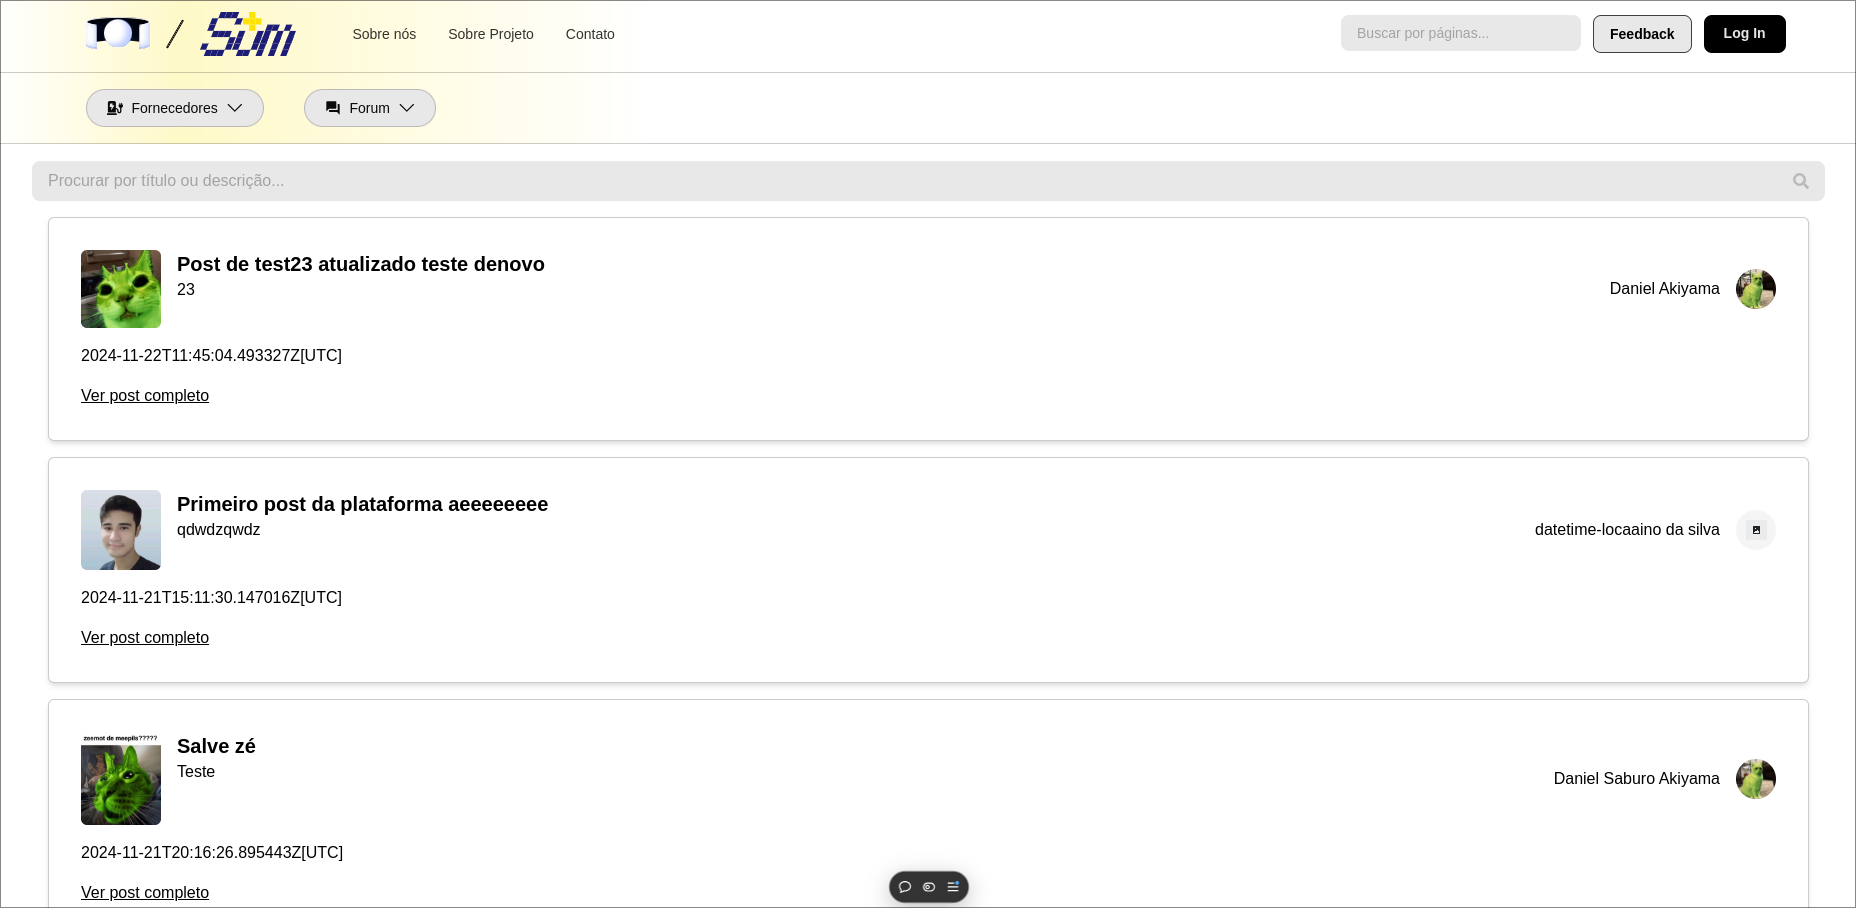 / Sum
Sobre nós
Sobre Projeto
Contato
Buscar por páginas...
Feedback
Log In
Fornecedores
Forum
Procurar por título ou descrição...
Post de test23 atualizado teste denovo
23
Daniel Akiyama
2024-11-22T11:45:04.493327Z[UTC]
Ver post completo
Primeiro post da plataforma aeeeeeeee
qdwdzqwdz
datetime-locaaino da silva
2024-11-21T15:11:30.147016Z[UTC]
Ver post completo
zeemot de meepils?????
Salve zé
Teste
Daniel Saburo Akiyama
2024-11-21T20:16:26.895443Z[UTC]
Ver post completo